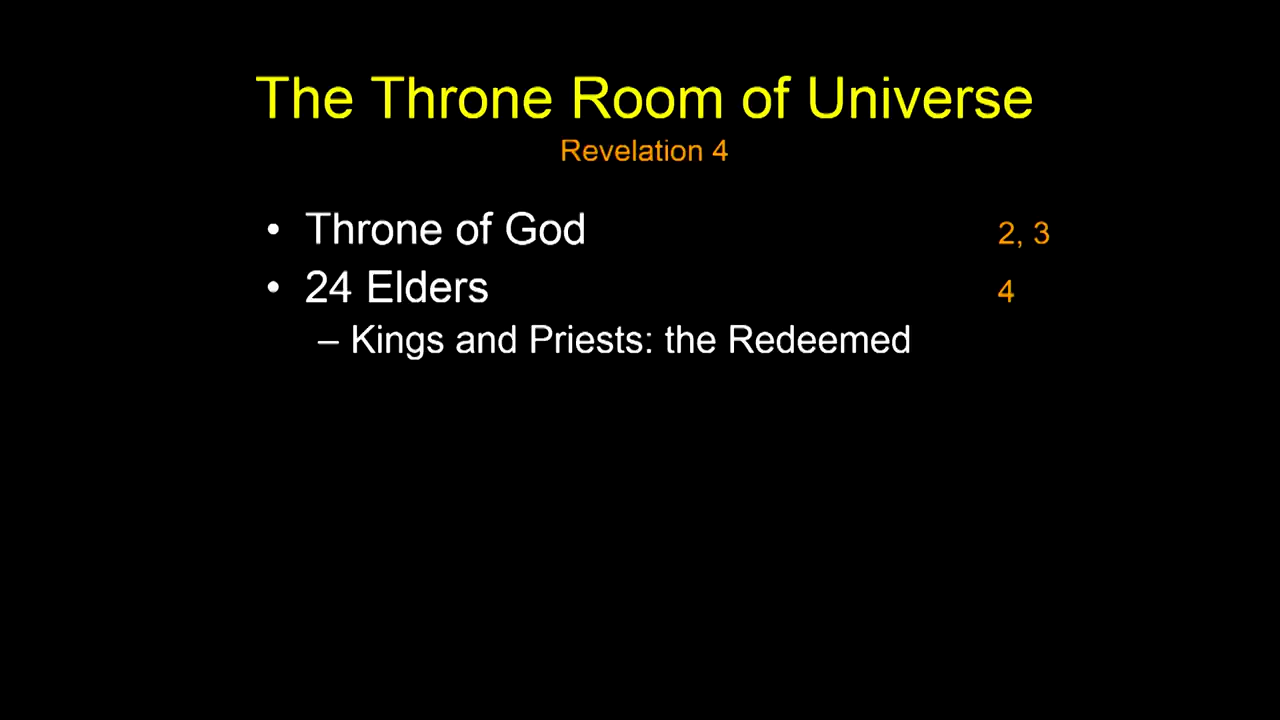 The Throne Room of Universe
Revelation 4
• Throne of God 2, 3
• 24 Elders 4
– Kings and Priests: the Redeemed